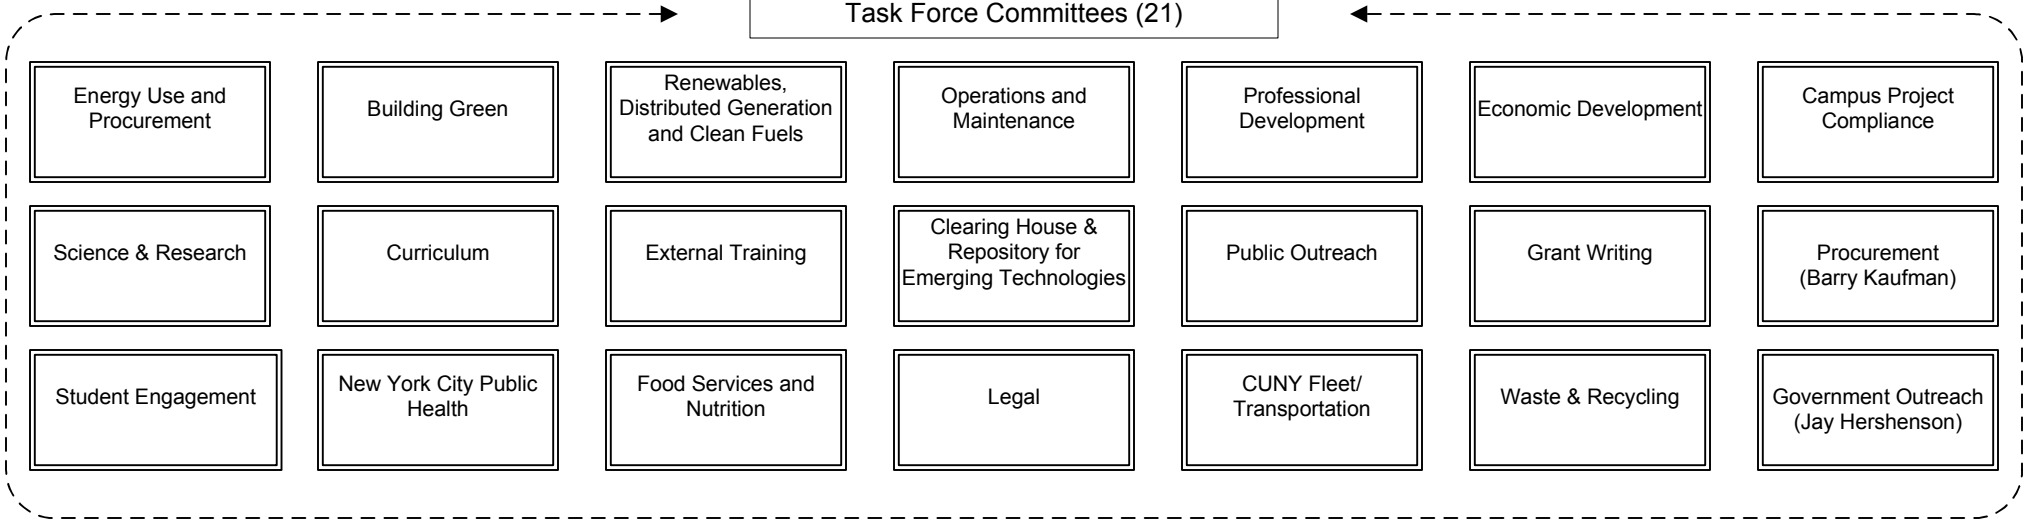 Task Force Committees (21)
Energy Use and
Procurement
Building Green
Renewables,
Distributed Generation
and Clean Fuels
Operations and
Maintenance
Professional
Development
Economic Development
Campus Project
Compliance
Science & Research
Curriculum
External Training
Clearing House &
Repository for
Emerging Technologies
Public Outreach
Grant Writing
Procurement
(Barry Kaufman)
Student Engagement
New York City Public
Health
Food Services and
Nutrition
Legal
CUNY Fleet/
Transportation
Waste & Recycling
Government Outreach
(Jay Hershenson)